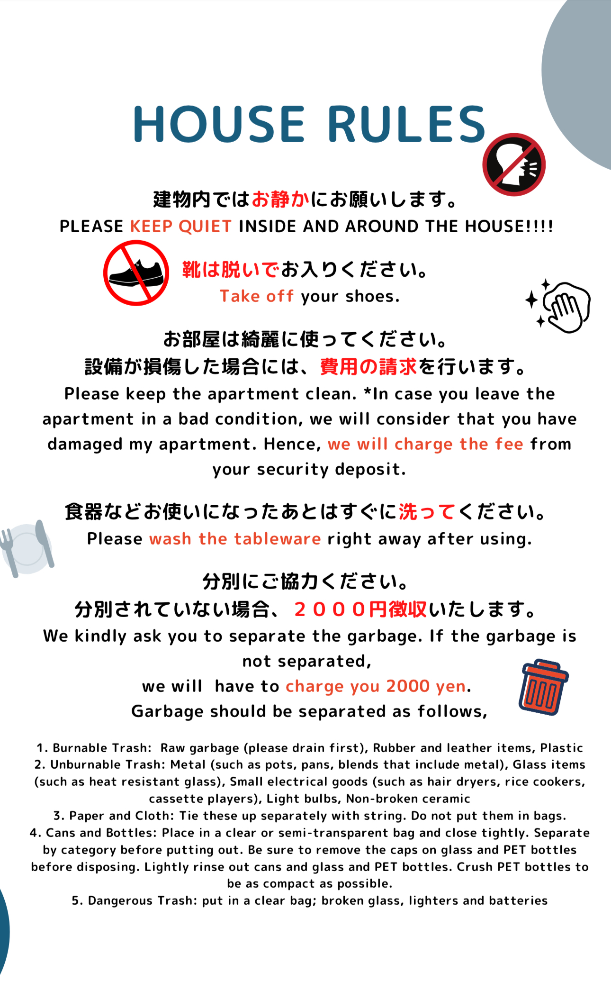 HOUSE RULES
建物内ではお静かにお願いします。
PLEASE KEEP QUIET INSIDE AND AROUND THE HOUSE!!!!
靴は脱いでお入りください。
Take off your shoes.
お部屋は綺麗に使ってください。
設備が損傷した場合には、費用の請求を行います。
Please keep the apartment clean. *In case you leave the
apartment in a bad condition, we will consider that you have
damaged my apartment. Hence, we will charge the fee from
your security deposit.
食器などお使いになったあとはすぐに洗ってください。
Please wash the tableware right away after using.
分別にご協力ください。
分別されていない場合、２０００円徴収いたします。
We kindly ask you to separate the garbage. If the garbage is
not separated,
we will  have to charge you 2000 yen.
Garbage should be separated as follows,
1. Burnable Trash:  Raw garbage (please drain first), Rubber and leather items, Plastic
2. Unburnable Trash: Metal (such as pots, pans, blends that include metal), Glass items
(such as heat resistant glass), Small electrical goods (such as hair dryers, rice cookers,
cassette players), Light bulbs, Non-broken ceramic
3. Paper and Cloth: Tie these up separately with string. Do not put them in bags.
4. Cans and Bottles: Place in a clear or semi-transparent bag and close tightly. Separate
by category before putting out. Be sure to remove the caps on glass and PET bottles
before disposing. Lightly rinse out cans and glass and PET bottles. Crush PET bottles to
be as compact as possible.
5. Dangerous Trash: put in a clear bag; broken glass, lighters and batteries